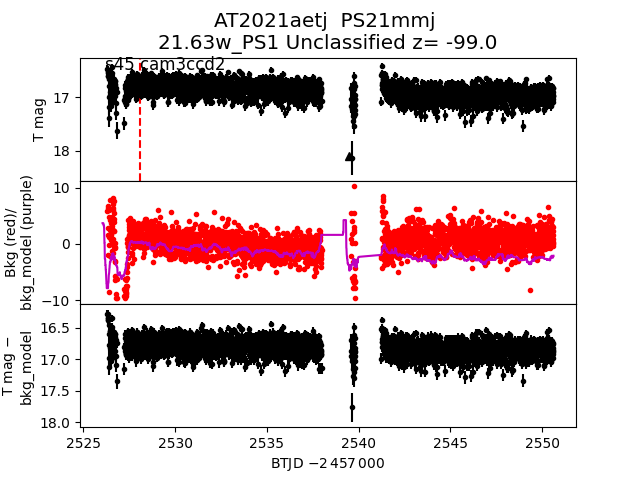 AT2021aetj PS21mmj
21.63w_PS1 Unclassified z= -99.0
s45 cam3ccd2
T mag
17
18
Bkg (red)/
bkg_model (purple)
10
0
−10
T mag −
bkg_model
16.5
17.0
17.5
18.0
2525
2530
2535
2540
2545
2550
BTJD −2 457 000